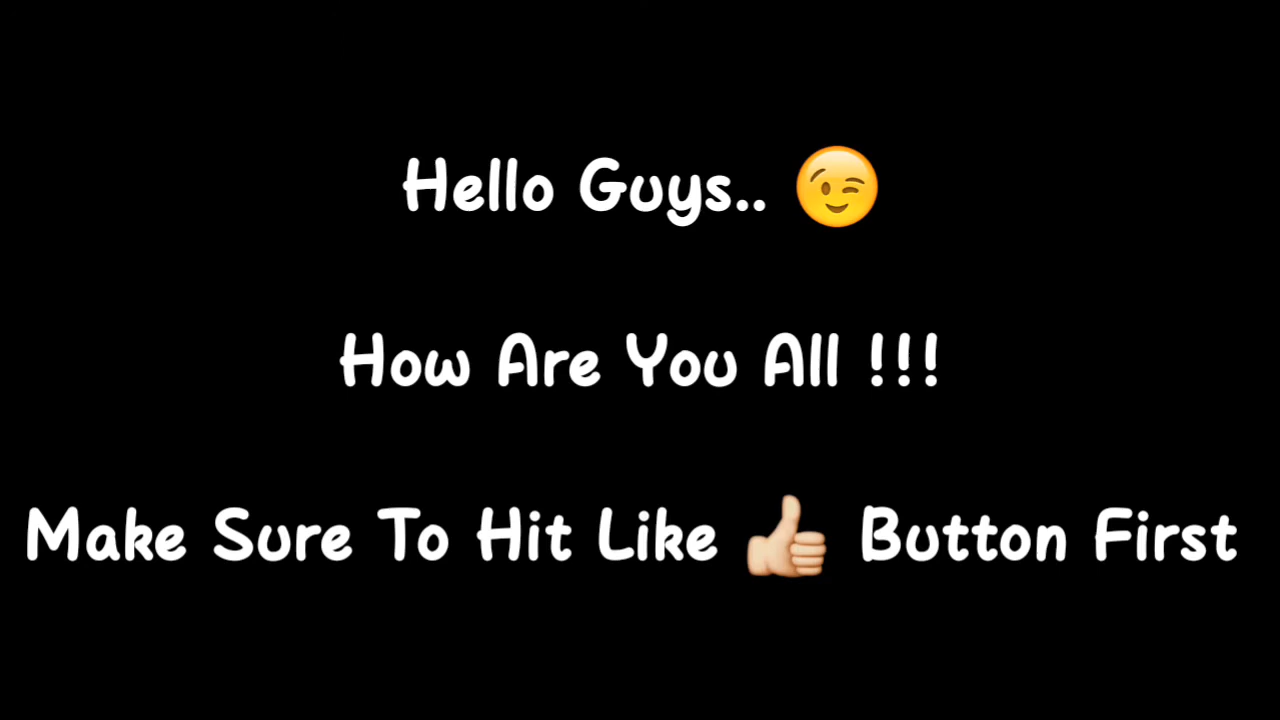 Hello Guys.. 😉
How Are You All !!!
Make Sure To Hit Like 👍🏼 Button First